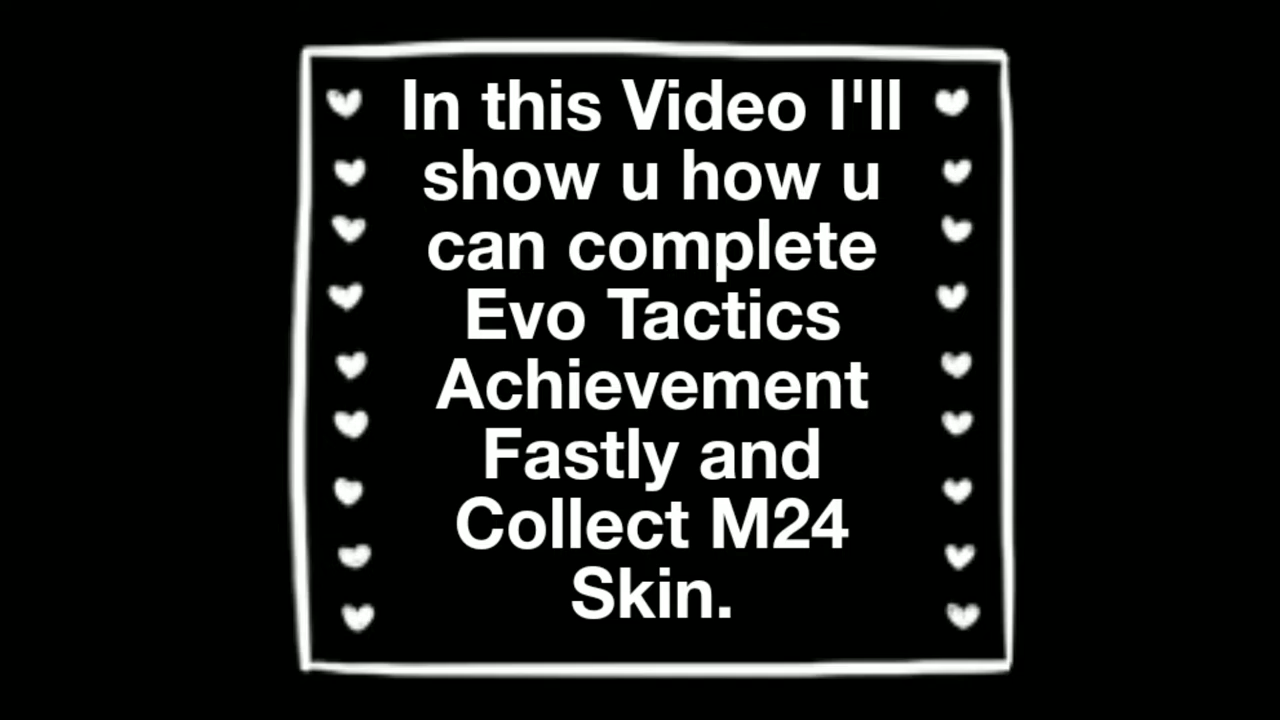 In this Video I'll
show u how u
can complete
Evo Tactics
Achievement
Fastly and
Collect M24
Skin.